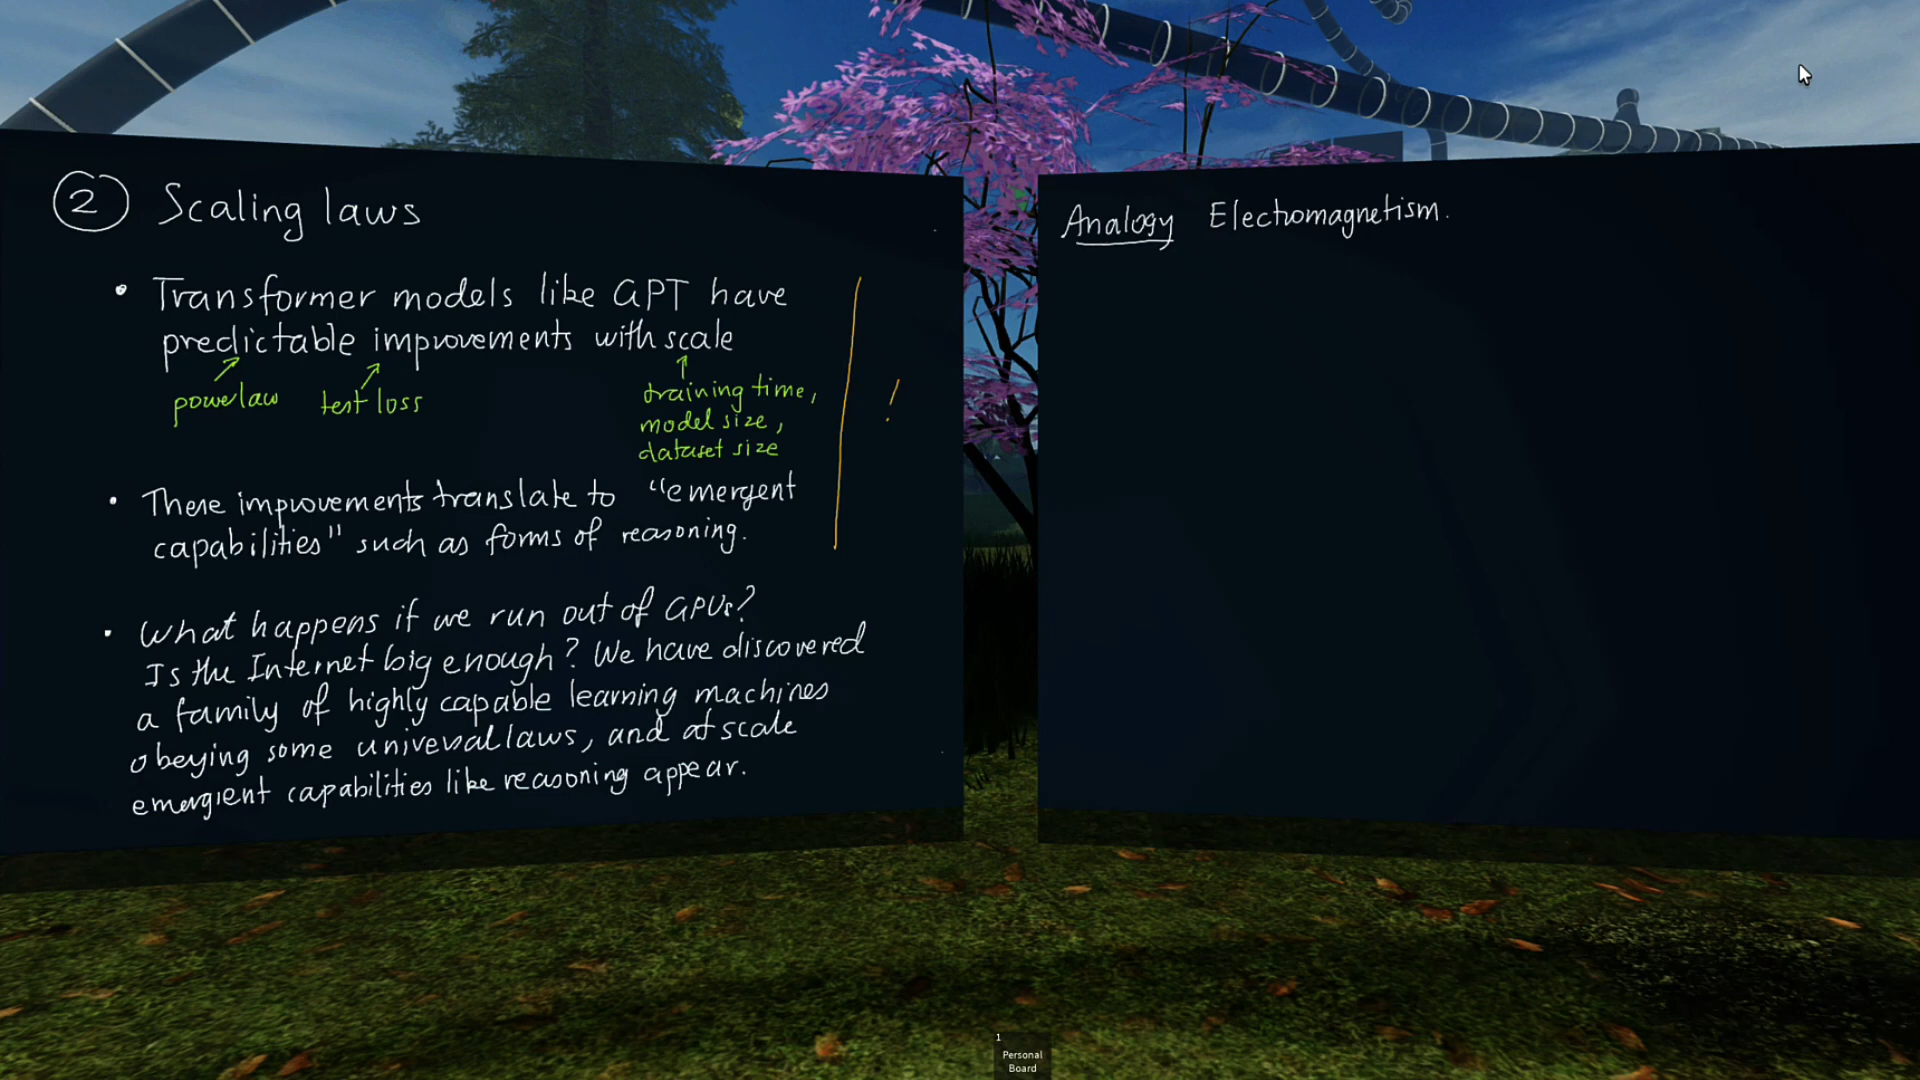 2 Scaling laws
• Transformer models like GPT have
predictable improvements with scale
powerlaw test loss
training time,
model size,
dataset size
• These improvements translate to "emergent
capabilities" such as forms of reasoning.
!
• What happens if we run out of GPUs?
Is the Internet big enough? We have discovered
a family of highly capable learning machines
obeying some universal laws, and at scale
emergent capabilities like reasoning appear.
Analogy Electromagnetism.
1
Personal
Board